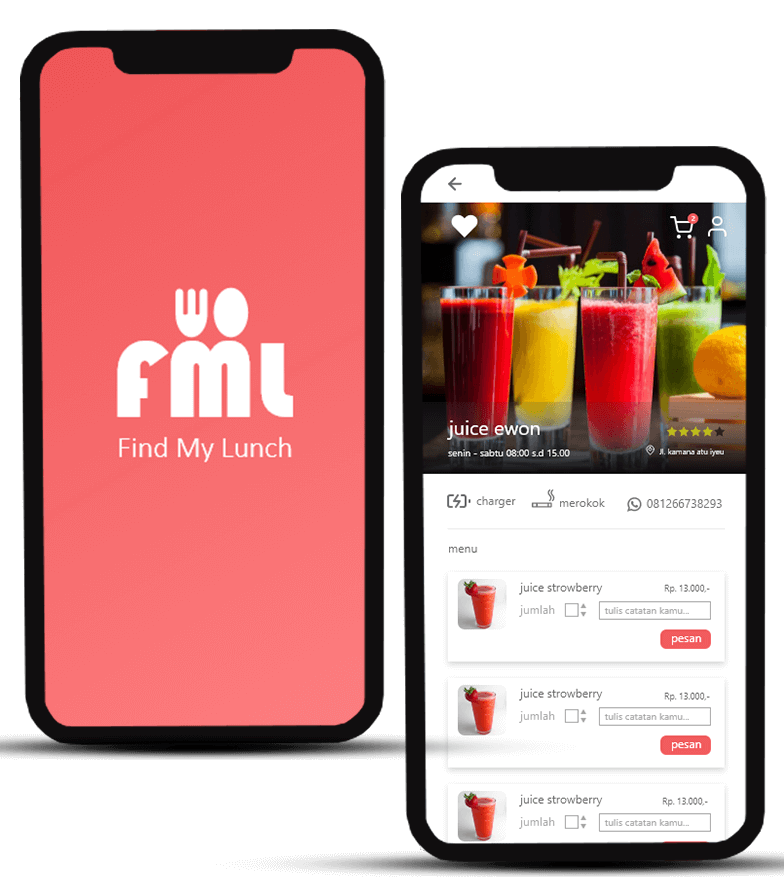 FML
Find My Lunch
2
juice ewon
senin - sabtu 08:00 s.d 15.00
Jl. kamana atu iyeu
charger
merokok
081266738293
menu
juice strowberry
Rp. 13.000,-
jumlah
tulis catatan kamu...
pesan
juice strowberry
Rp. 13.000,-
jumlah
tulis catatan kamu...
pesan
juice strowberry
Rp. 13.000,-
jumlah
tulis catatan kamu...